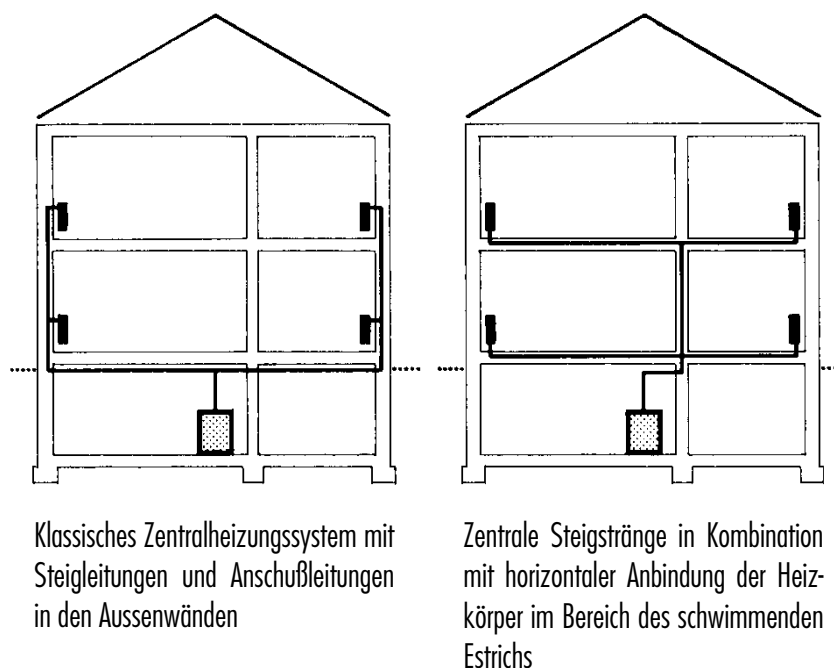 Klassisches Zentralheizungssystem mit
Steigleitungen und Anschußleitungen
in den Aussenwänden
Zentrale Steigstränge in Kombination
mit horizontaler Anbindung der Heiz-
körper im Bereich des schwimmenden
Estrichs